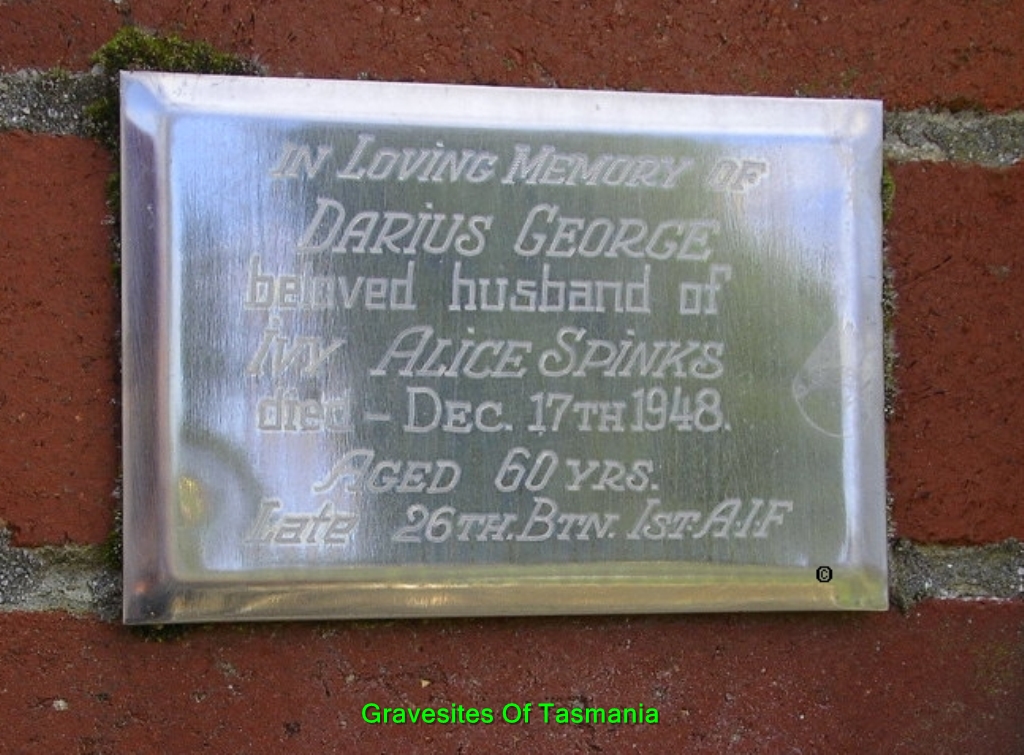 IN LOVING MEMORY OF
DARIUS GEORGE
beloved husband of
IVY ALICE SPINKS
died - DEC. 17TH 1948.
AGED 60 YRS.
Late 26TH. BTN. 1ST. A.I.F
©
Gravesites Of Tasmania